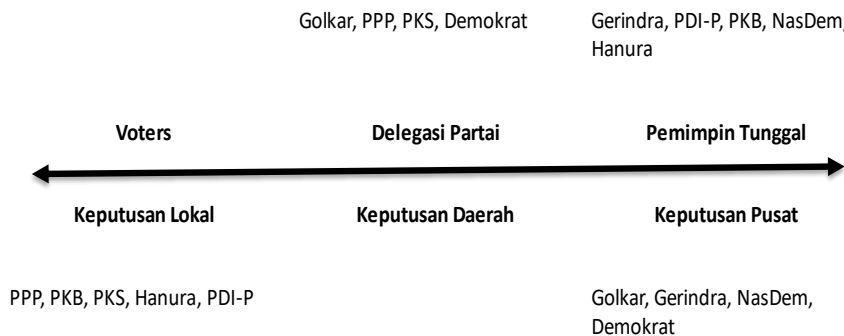 Golkar, PPP, PKS, Demokrat
Gerindra, PDI-P, PKB, NasDem,
Hanura
Voters
Delegasi Partai
Pemimpin Tunggal
Keputusan Lokal
Keputusan Daerah
Keputusan Pusat
PPP, PKB, PKS, Hanura, PDI-P
Golkar, Gerindra, NasDem,
Demokrat